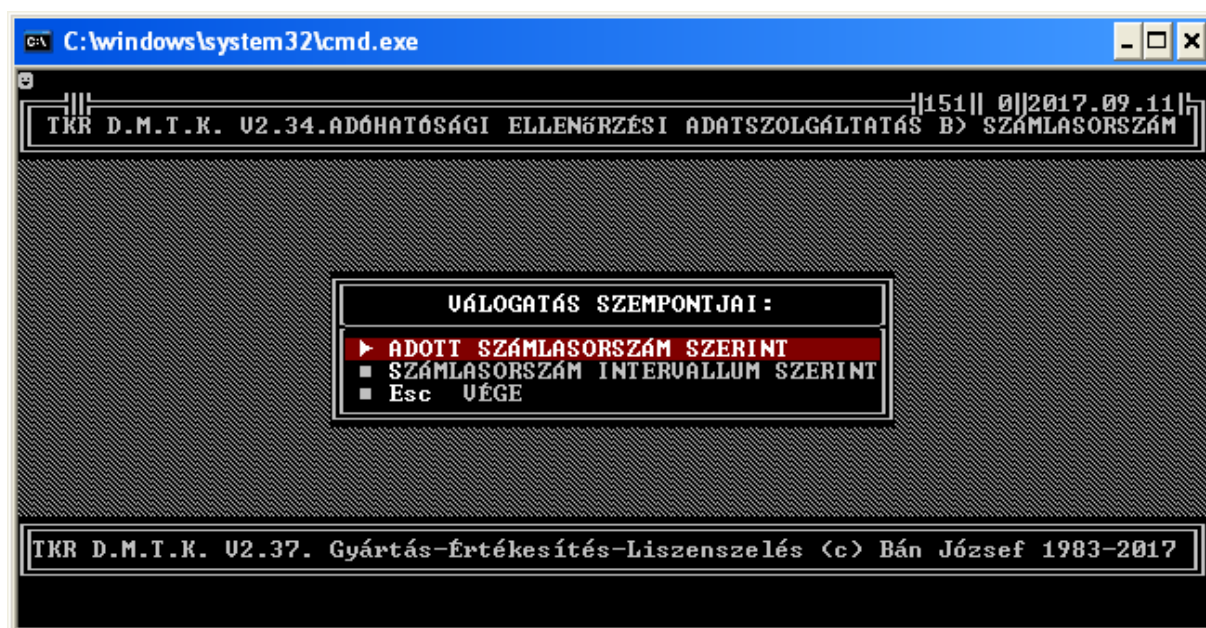 C:\windows\system32\cmd.exe
151 0 2017.09.11
TKR D.M.T.K. V2.34.ADÓHATÓSÁGI ELLENőRZÉSI ADATSZOLGÁLTATÁS B) SZÁMLASORSZÁM
VÁLOGATÁS SZEMPONTJAI:
ADOTT SZÁMLASORSZÁM SZERINT
SZÁMLASORSZÁM INTERVALLUM SZERINT
Esc VÉGE
TKR D.M.T.K. V2.37. Gyártás-Értékesítés-Liszenszelés (c) Bán József 1983-2017